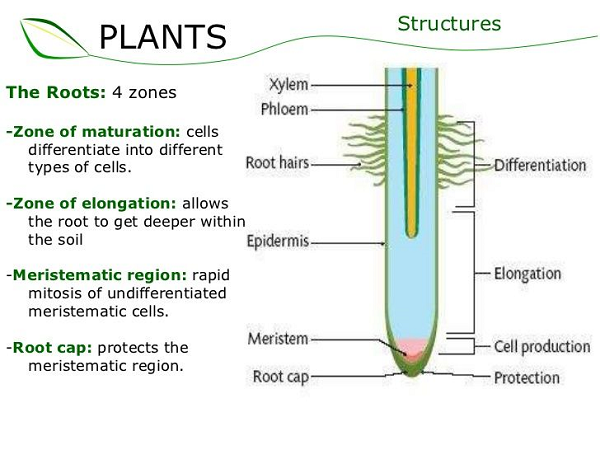 PLANTS
Structures
The Roots: 4 zones
-Zone of maturation: cells
differentiate into different
types of cells.
-Zone of elongation: allows
the root to get deeper within
the soil
-Meristematic region: rapid
mitosis of undifferentiated
meristematic cells.
-Root cap: protects the
meristematic region.
Xylem
Phloem
Root hairs
Epidermis
Meristem
Root cap
Differentiation
Elongation
Cell production
Protection